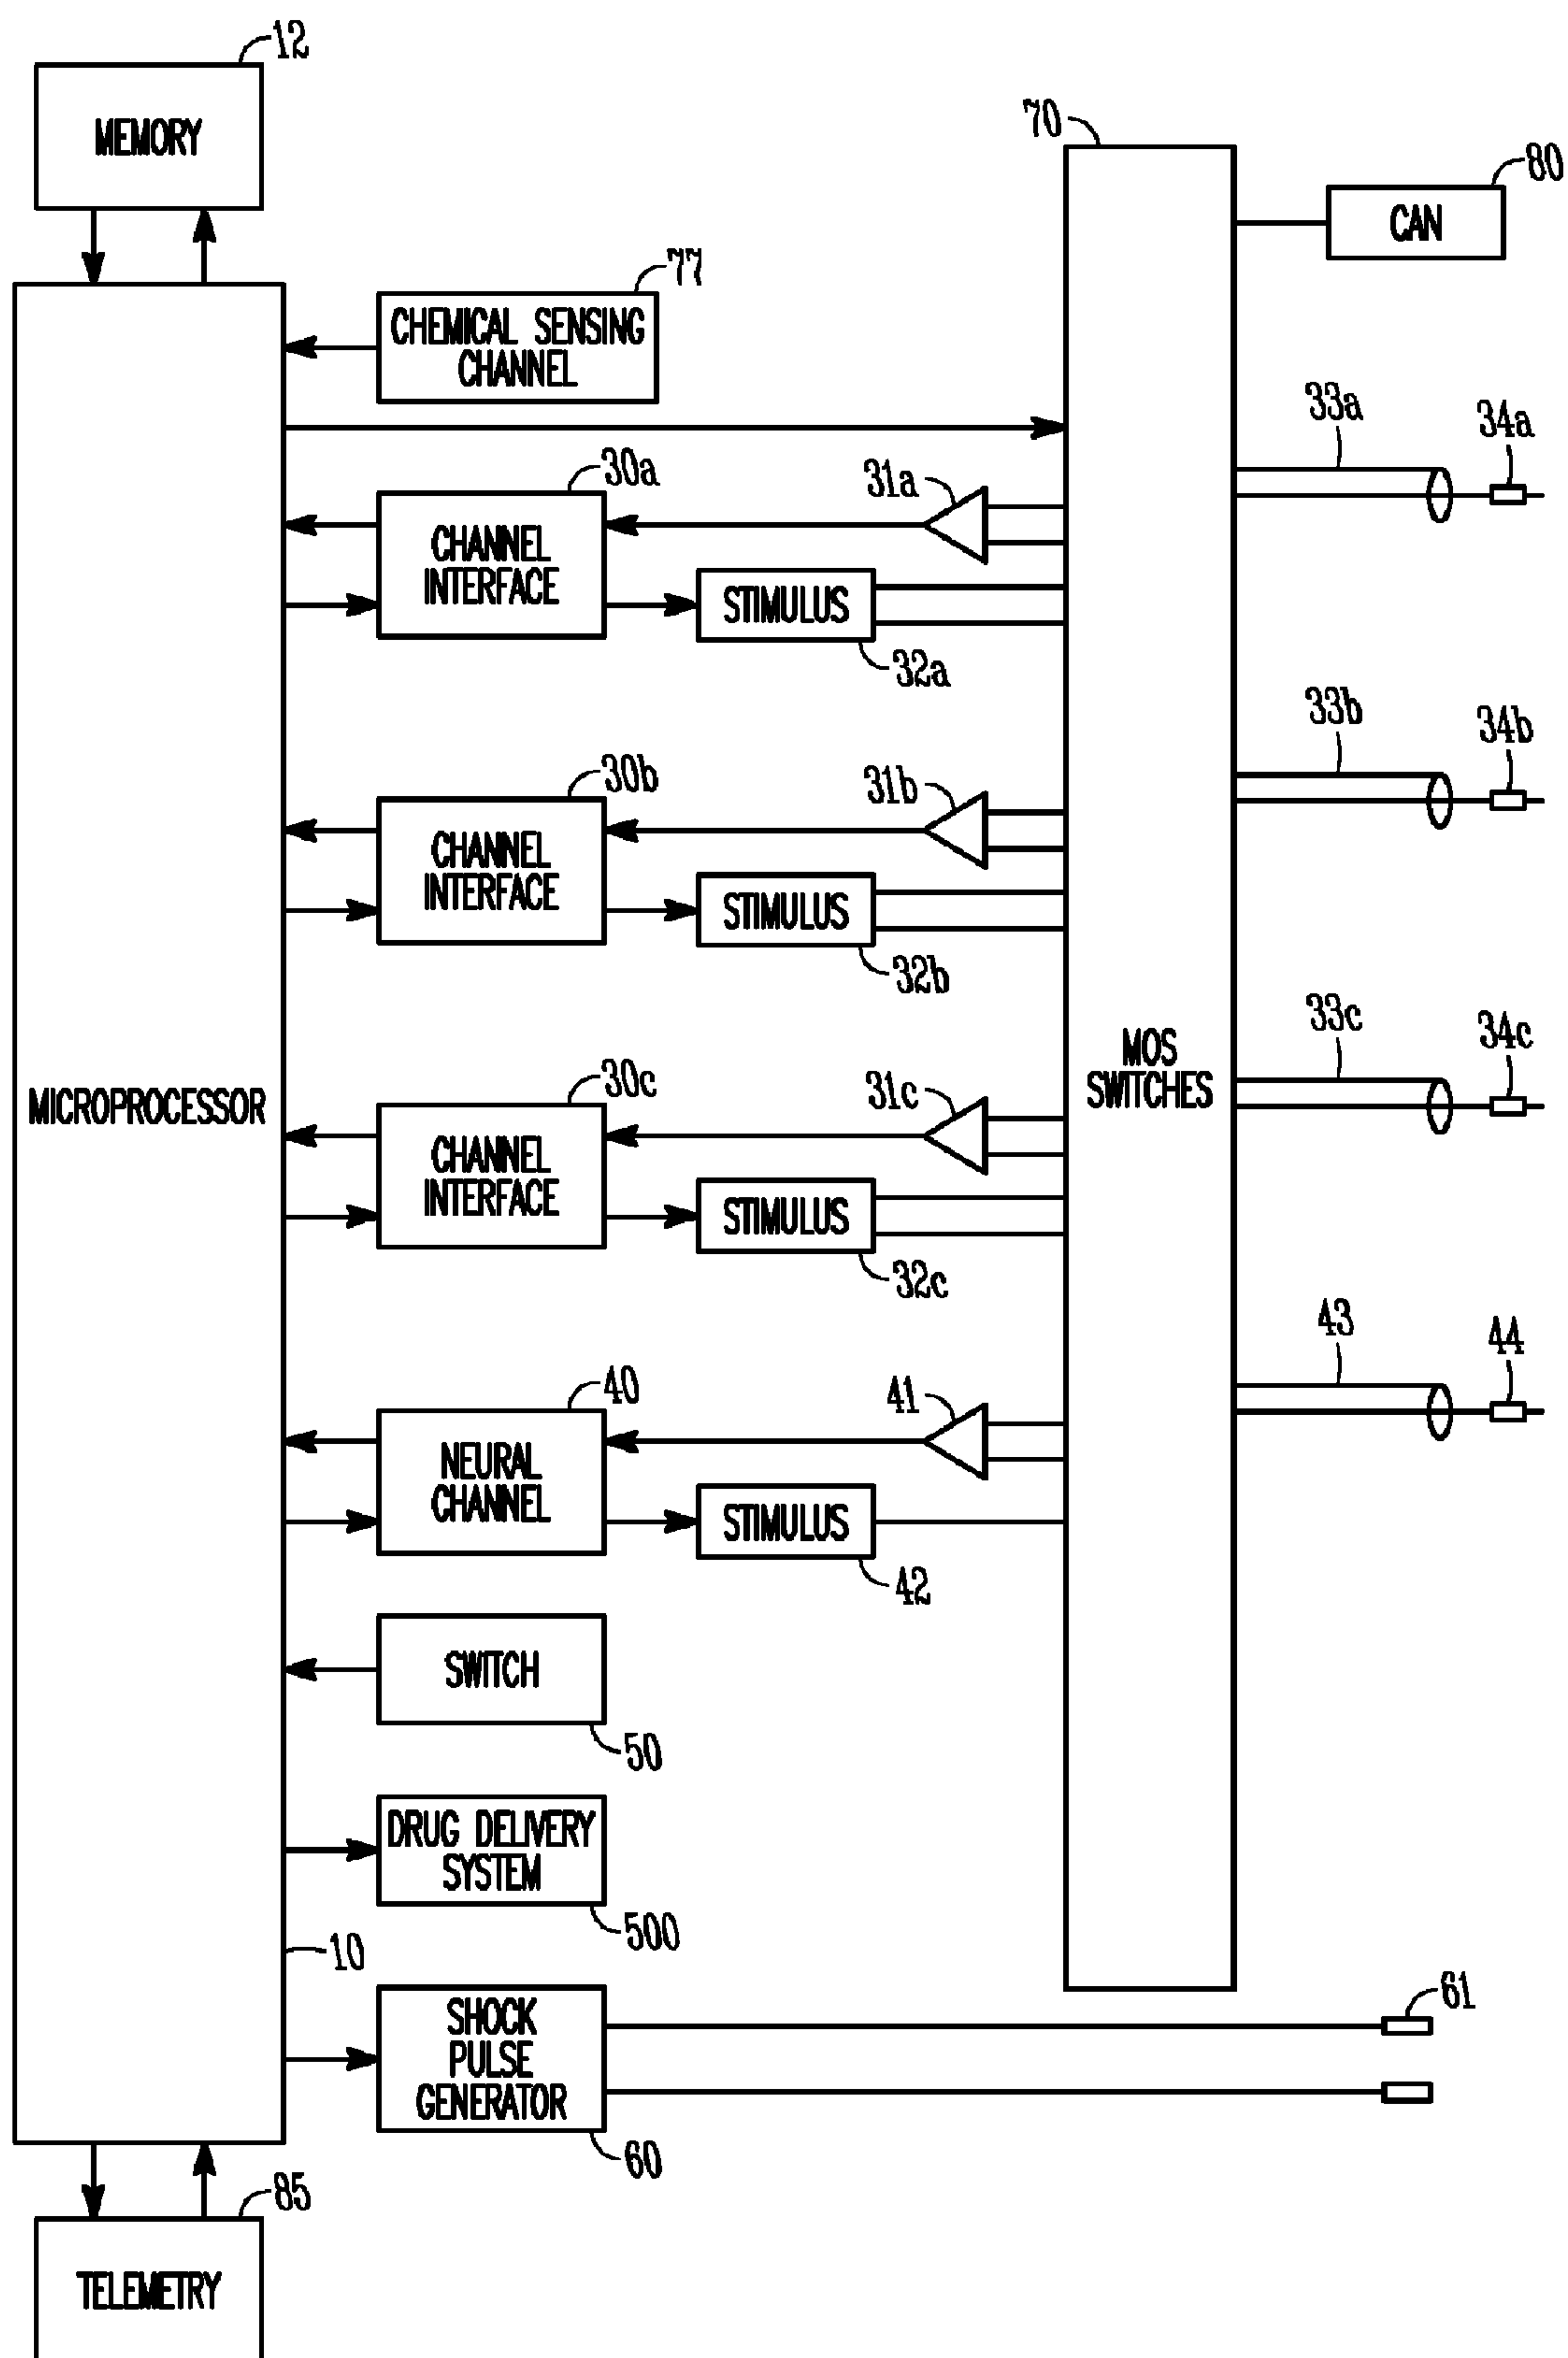 12
MEMORY
70
80
CAN
77
CHEMICAL SENSING
CHANNEL
33a
34a
30a
31a
CHANNEL
INTERFACE
STIMULUS
32a
33b
34b
30b
31b
CHANNEL
INTERFACE
STIMULUS
32b
33c
34c
MOS
SWITCHES
MICROPROCESSOR
30c
31c
CHANNEL
INTERFACE
STIMULUS
32c
43
44
40
41
NEURAL
CHANNEL
STIMULUS
42
SWITCH
50
DRUG DELIVERY
SYSTEM
500
10
61
SHOCK
PULSE
GENERATOR
60
85
TELEMETRY